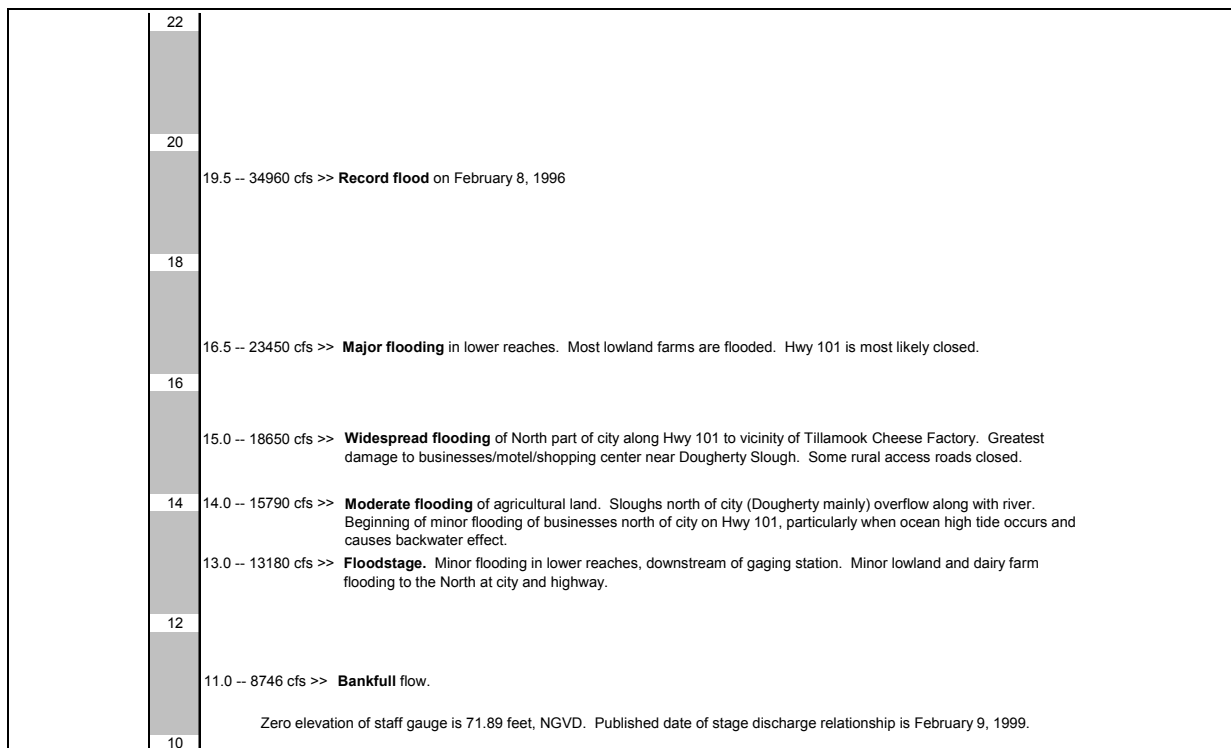 22
20
19.5 -- 34960 cfs >> Record flood on February 8, 1996
18
16.5 -- 23450 cfs >> Major flooding in lower reaches. Most lowland farms are flooded. Hwy 101 is most likely closed.
16
15.0 -- 18650 cfs >> Widespread flooding of North part of city along Hwy 101 to vicinity of Tillamook Cheese Factory. Greatest
damage to businesses/motel/shopping center near Dougherty Slough. Some rural access roads closed.
14 14.0 -- 15790 cfs >> Moderate flooding of agricultural land. Sloughs north of city (Dougherty mainly) overflow along with river.
Beginning of minor flooding of businesses north of city on Hwy 101, particularly when ocean high tide occurs and
causes backwater effect.
13.0 -- 13180 cfs >> Floodstage. Minor flooding in lower reaches, downstream of gaging station. Minor lowland and dairy farm
flooding to the North at city and highway.
12
11.0 -- 8746 cfs >> Bankfull flow.
Zero elevation of staff gauge is 71.89 feet, NGVD. Published date of stage discharge relationship is February 9, 1999.
10